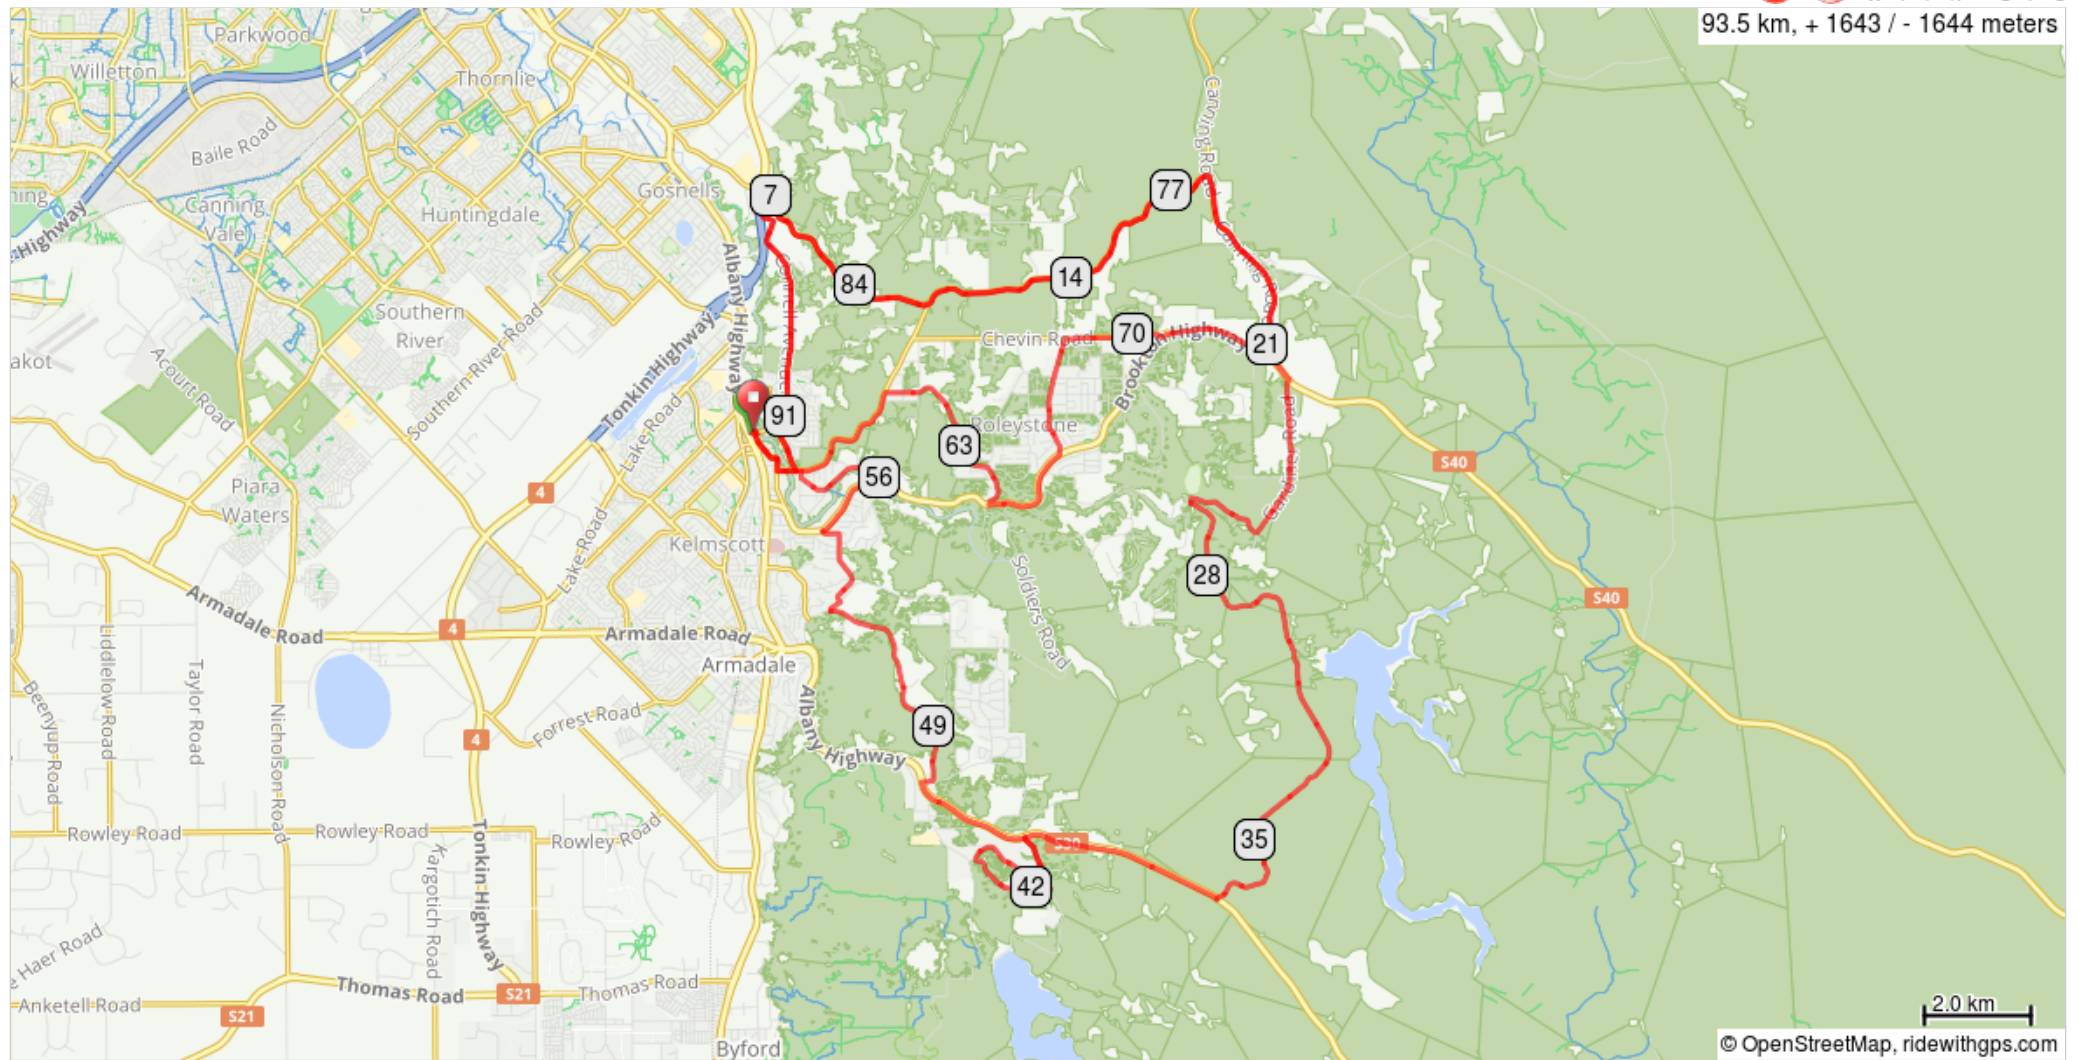 93.5 km, + 1643 / - 1644 meters
Parkwood
Willetton
Thornlie
Canning Road
Baile Road
Gosnells
7
77
Canning
Vale
Huntingdale
Highway
84
14
Southern
River
Albany Highway
Chevin Road
70
Brookton Highway
21
Acourt Road
Southern River Road
Tonkin Highway
Lake Road
91
Roleystone
63
S40
56
Piara
Waters
4
Kelmscott
Lake Road
28
Soldiers Road
S40
Armadale Road
4
Armadale Road
Armadale
Liddelow Road
Taylor Road
Beenyup Road
Nicholson Road
Forrest Road
4
49
Albany Highway
Rowley Road
Rowley Road
Rowley Road
35
S30
42
Kargotich Road
Tonkin Highway
Haer Road
Thomas Road
S21
Thomas Road
Anketell Road
S21
Byford
2.0 km
© OpenStreetMap, ridewithgps.com